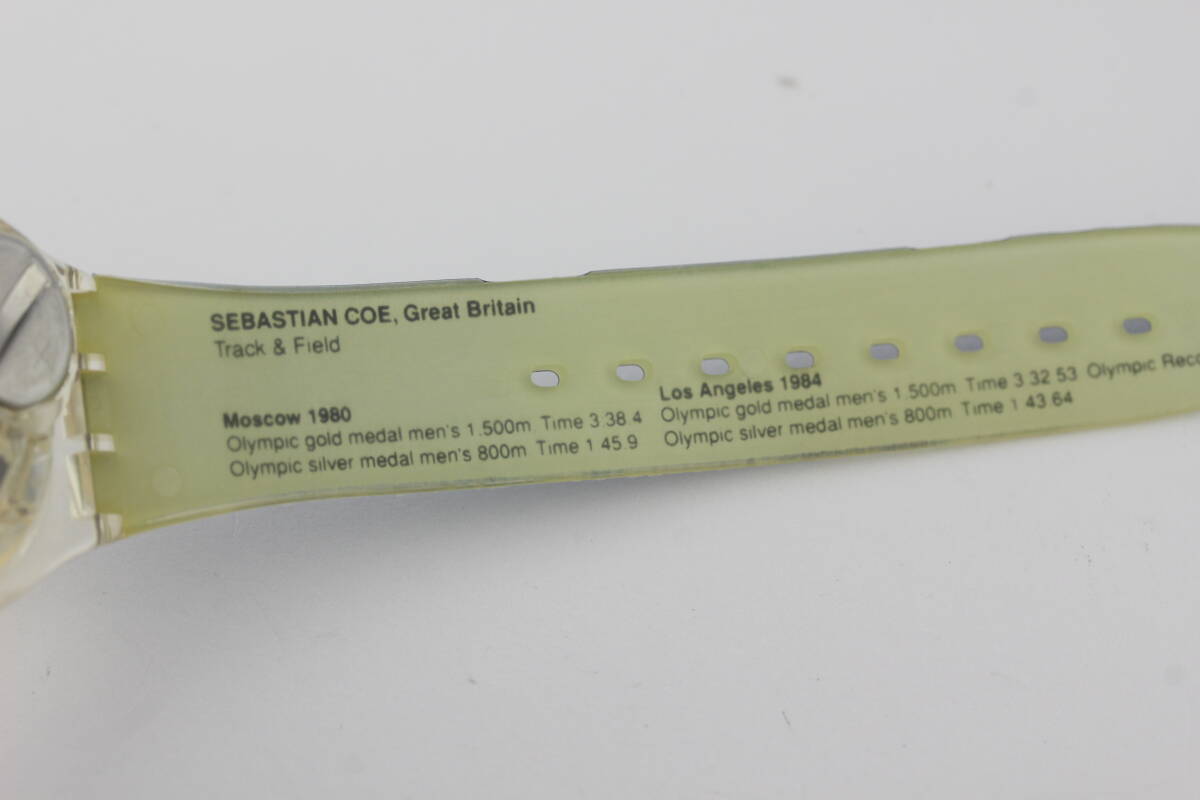 SEBASTIAN COE, Great Britain
Track & Field
Moscow 1980
Olympic gold medal men's 1.500m Time 3.38 4
Olympic silver medal men's 800m Time 1 45.9
Los Angeles 1984
Olympic gold medal men's 1.500m Time 3 32 53 Olympic Reco
Olympic silver medal men's 800m Time 1 43 64